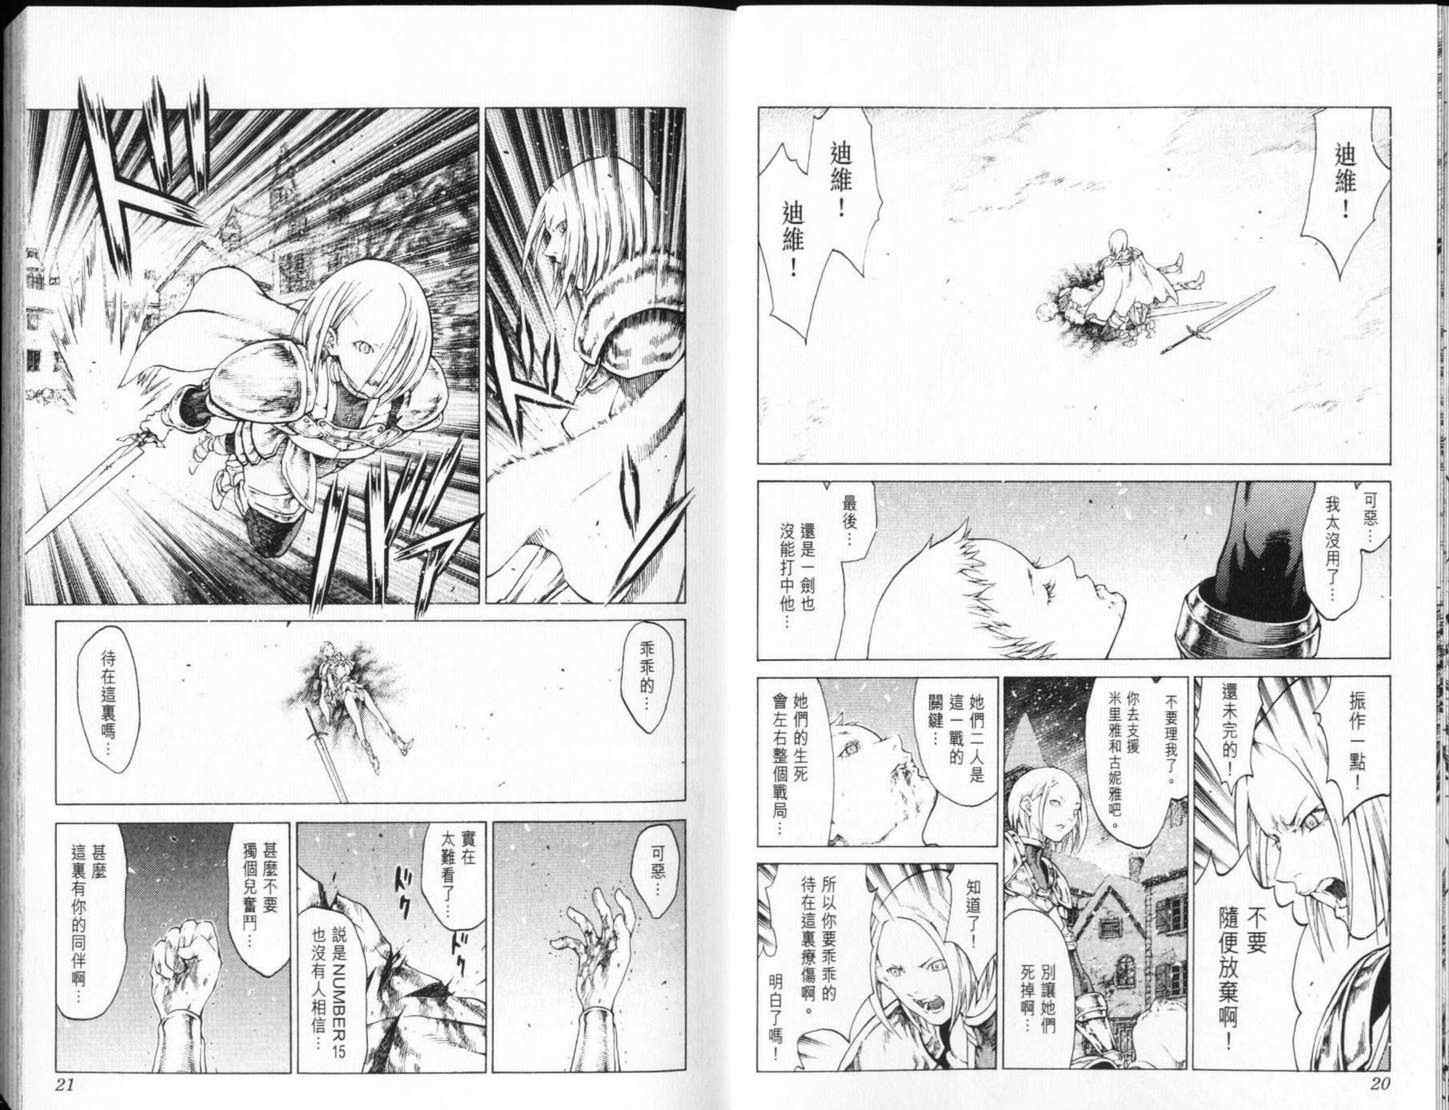 迪維！
迪維！
迪維！
可惡…
我太沒用了…
最後…
還是一劍也
沒能打中他…
振作一點！
還未完的！
不要
隨便放棄啊！
不要理我了。
你去支援
米里雅和古妮雅吧。
別讓她們
死掉啊…
她們二人是
這一戰的
關鍵…
她們的生死
會左右整個戰局…
知道了！
所以你要乖乖的
待在這裏療傷啊。
明白了嗎！
20
ド
ド
ドッ
乖乖的…
待在這裏嗎…
可惡…
實在
太難看了…
ズク
ズク
説是NUMBER 15
也沒有人相信…
甚麼不要
獨個兒奮鬥…
甚麼
這裏有你的同伴啊…
21